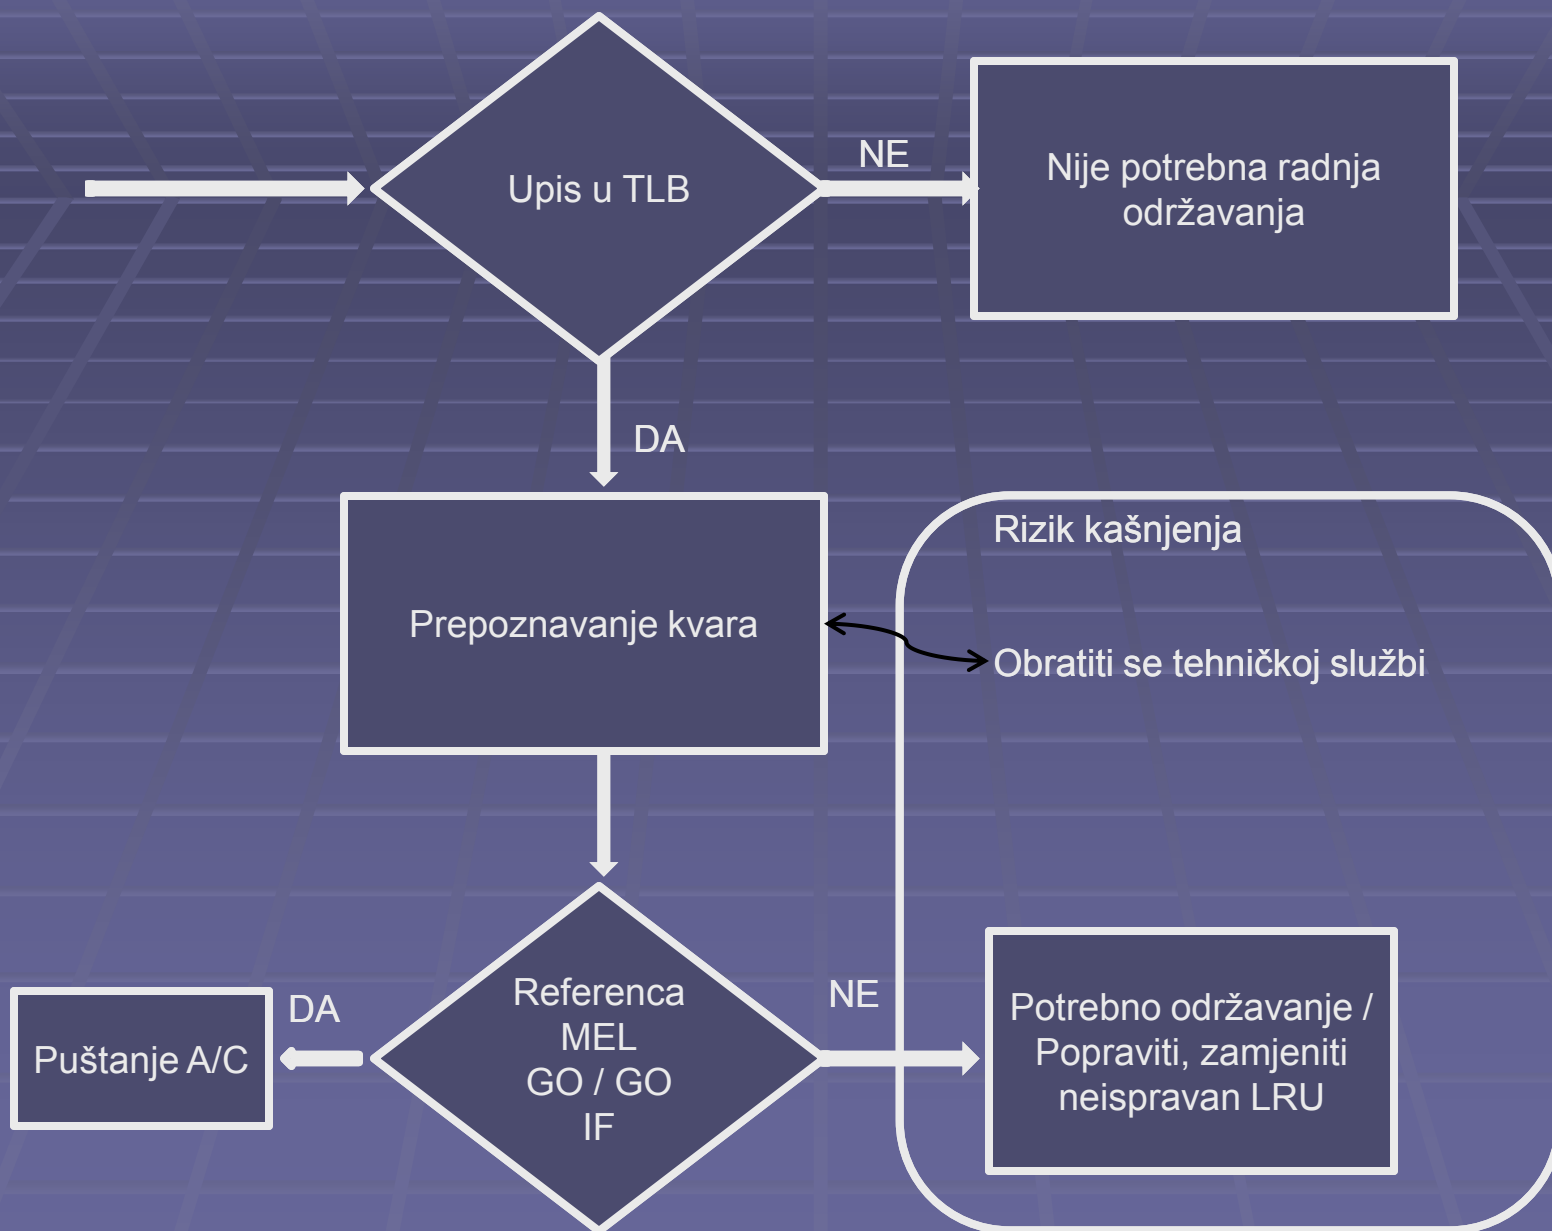 Upis u TLB
NE
Nije potrebna radnja
održavanja
DA
Prepoznavanje kvara
Rizik kašnjenja
Obratiti se tehničkoj službi
Puštanje A/C
DA
Referenca
MEL
GO / GO
IF
NE
Potrebno održavanje /
Popraviti, zamjeniti
neispravan LRU